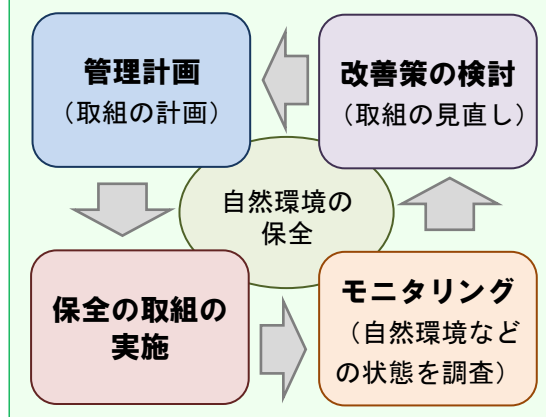 管理計画
（取組の計画）
改善策の検討
（取組の見直し）
自然環境の
保全
保全の取組の
実施
モニタリング
（自然環境など
の状態を調査）